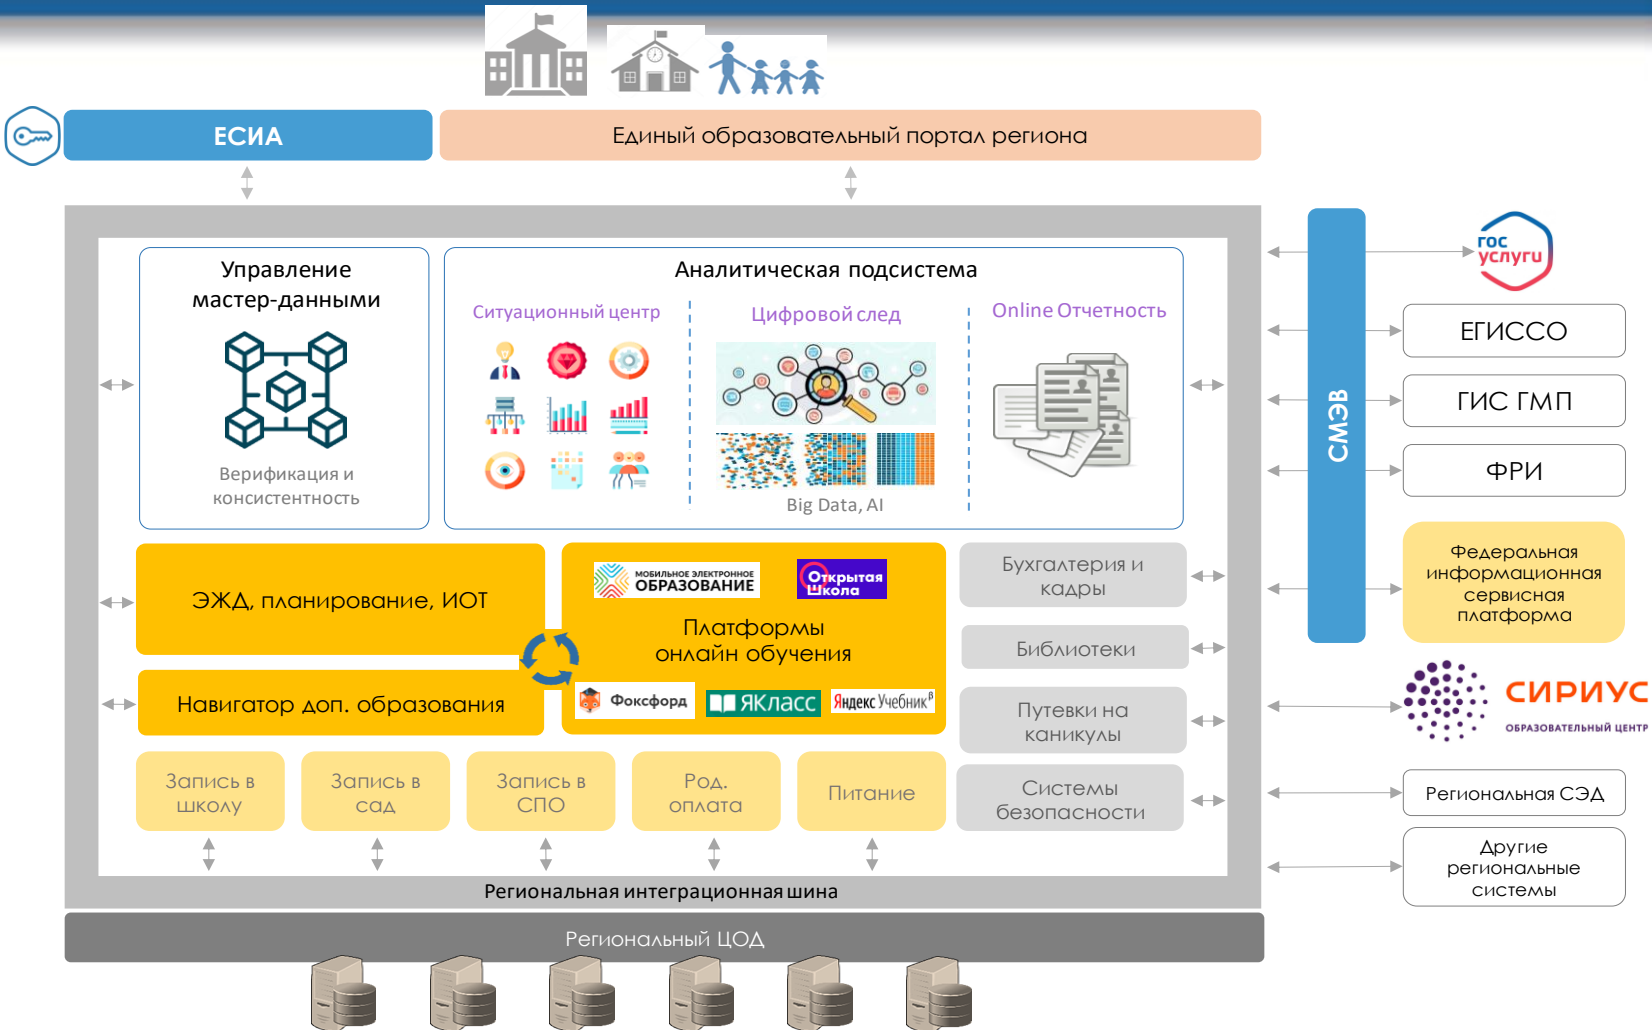 ЕСИА
Единый образовательный портал региона
Управление
мастер-данными
Верификация и
консистентность
Аналитическая подсистема
Ситуационный центр
Цифровой след
Big Data, AI
Online Отчетность
ЭЖД, планирование, ИОТ
Навигатор доп. образования
МОБИЛЬНОЕ ЭЛЕКТРОННОЕ
ОБРАЗОВАНИЕ
Открытая
Школа
Платформы
онлайн обучения
Фоксфорд
ЯКласс
Яндекс Учебник β
Бухгалтерия и
кадры
Библиотеки
Путевки на
каникулы
Системы
безопасности
Запись в
школу
Запись в
сад
Запись в
СПО
Род.
оплата
Питание
Региональная интеграционная шина
Региональный ЦОД
СМЭВ
гос
услуги
ЕГИССО
ГИС ГМП
ФРИ
Федеральная
информационная
сервисная
платформа
СИРИУС
ОБРАЗОВАТЕЛЬНЫЙ ЦЕНТР
Региональная СЭД
Другие
региональные
системы